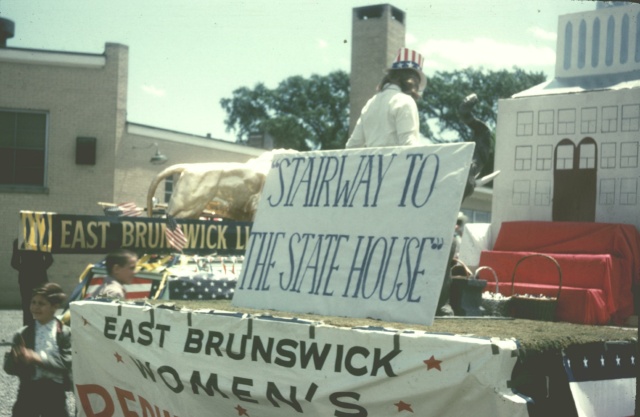 "STAIRWAY TO
THE STATE HOUSE"
EAST BRUNSWICK
EAST BRUNSWICK
WOMEN'S